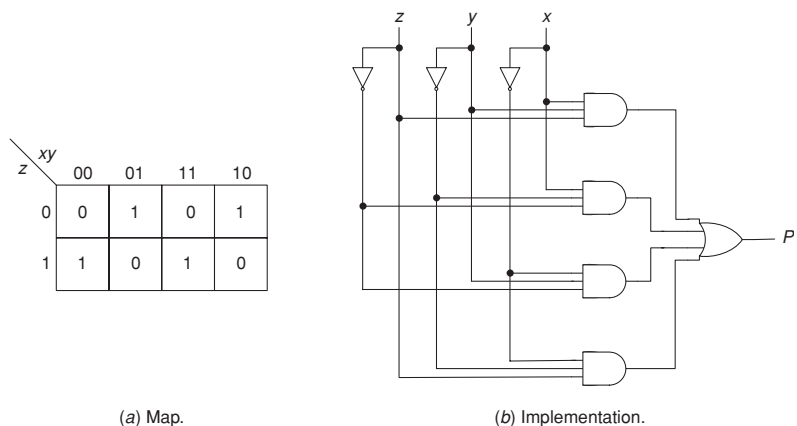 z y x
xy
z 00 01 11 10
0 0 1 0 1
1 1 0 1 0
P
(a) Map. (b) Implementation.